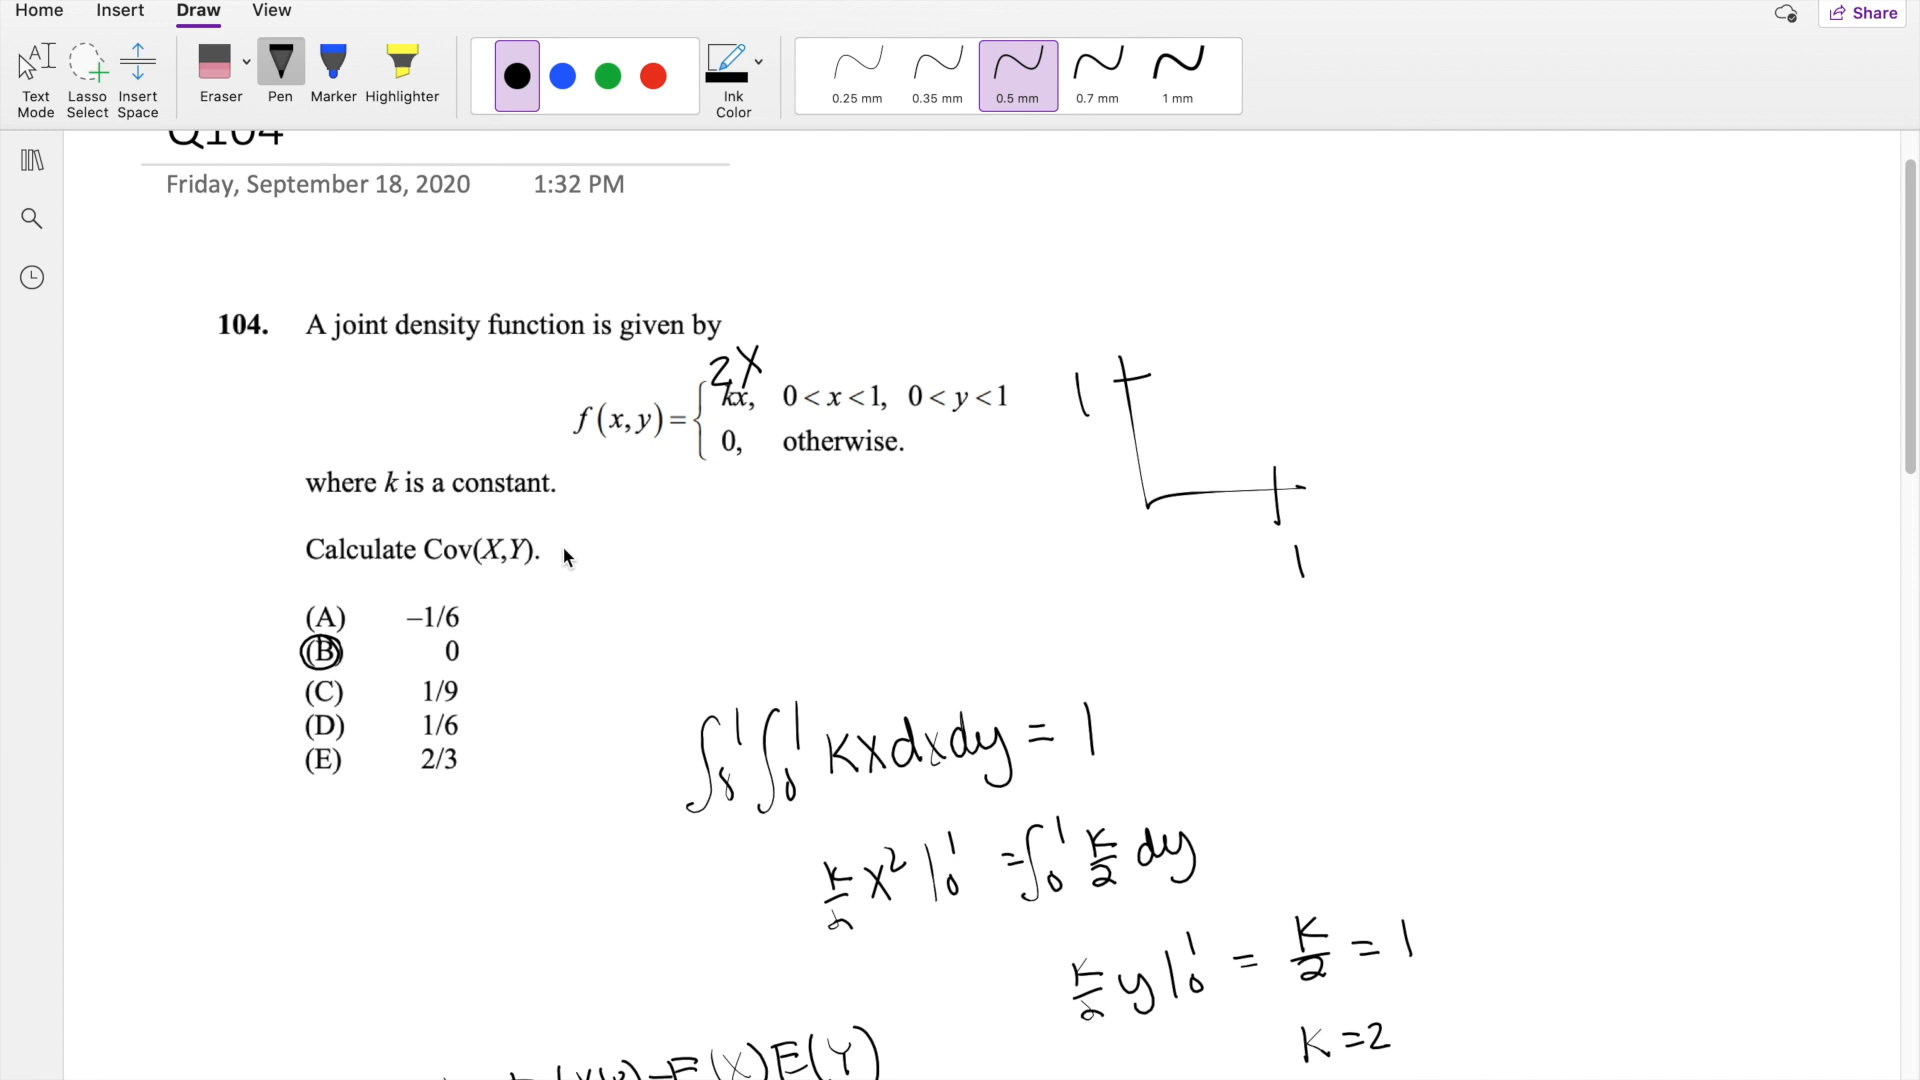 Home Insert Draw View
Share
Text Mode
Lasso Select
Insert Space
Eraser
Pen
Marker
Highlighter
Ink Color
0.25 mm
0.35 mm
0.5 mm
0.7 mm
1 mm
Q104
Friday, September 18, 2020 1:32 PM
104. A joint density function is given by
2X
f(x,y)={ kx, 0<x<1, 0<y<1
0, otherwise.
1
where k is a constant.
Calculate Cov(X,Y).
1
(A) –1/6
(B) 0
(C) 1/9
(D) 1/6
(E) 2/3
∫₀¹ ∫₀¹ kx dx dy = 1
k/2 x² |₀¹ = ∫₀¹ k/2 dy
k/2 y |₀¹ = k/2 = 1
k = 2
–E(X)E(Y)